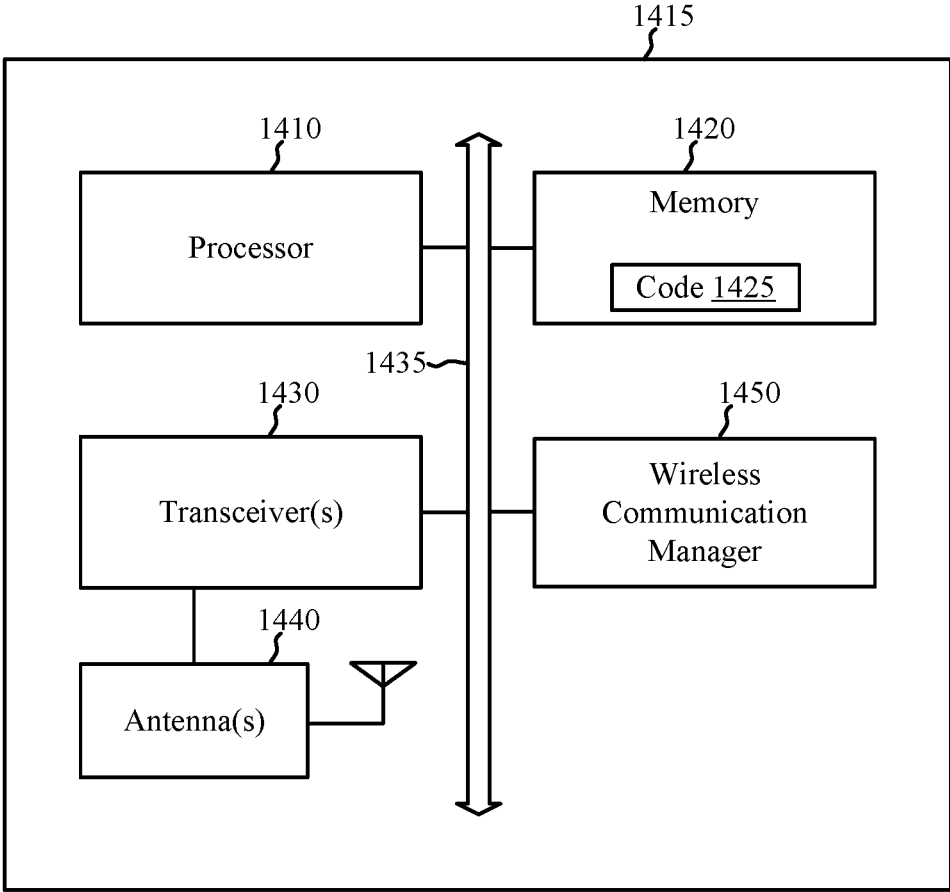 1415
1410
1420
Processor
Memory
Code 1425
1435
1430
1450
Transceiver(s)
Wireless
Communication
Manager
1440
Antenna(s)